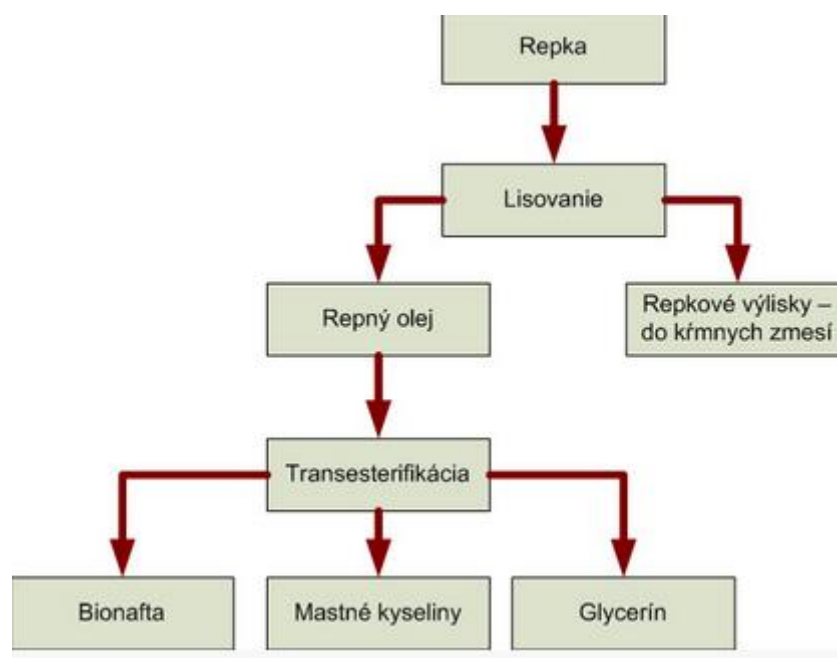 Repka
Lisovanie
Repný olej
Repkové výlisky –
do kŕmnych zmesí
Transesterifikácia
Bionafta
Mastné kyseliny
Glycerín